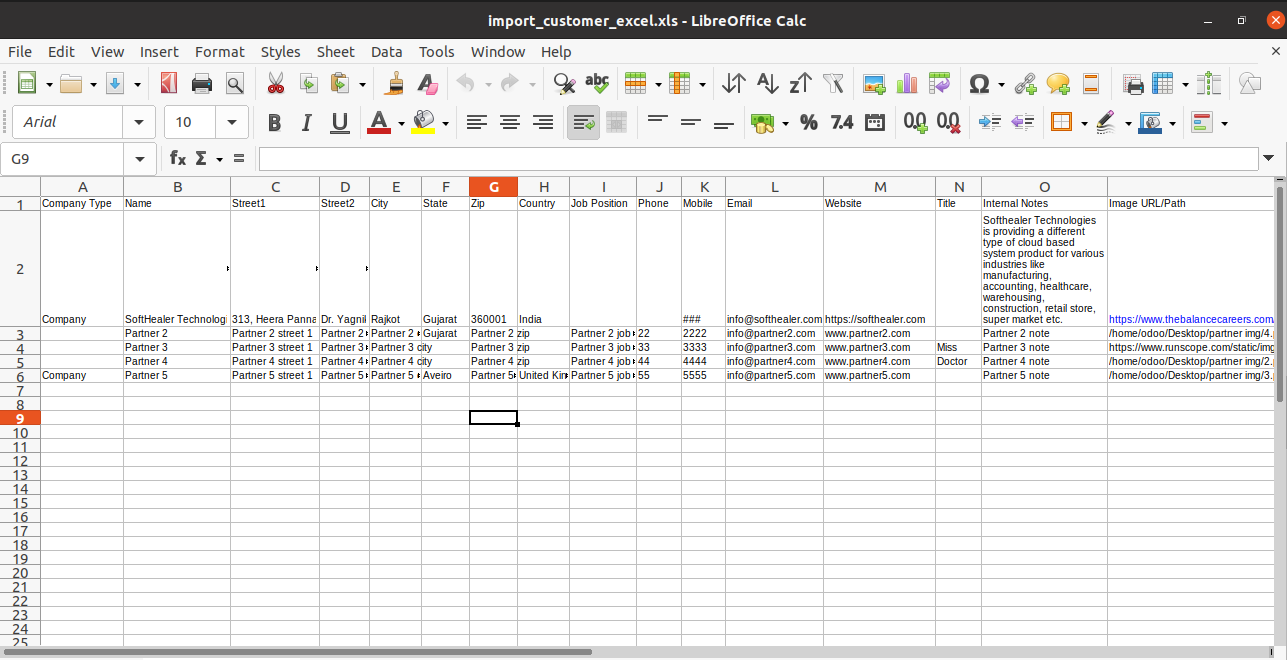 import_customer_excel.xls - LibreOffice Calc
File Edit View Insert Format Styles Sheet Data Tools Window Help
Arial 10
G9
A B C D E F G H I J K L M N O
1 Company Type Name Street1 Street2 City State Zip Country Job Position Phone Mobile Email Website Title Internal Notes Image URL/Path
Softhealer Technologies
is providing a different
type of cloud based
system product for various
industries like
manufacturing,
accounting, healthcare,
warehousing,
construction, retail store,
super market etc.
2 Company SoftHealer Technologi 313, Heera Panna Dr. Yagnik Rajkot Gujarat 360001 India ### info@softhealer.com https://softhealer.com https://www.thebalancecareers.com
3 Partner 2 Partner 2 street 1 Partner 2 Partner 2 Gujarat Partner 2 zip Partner 2 job 22 2222 info@partner2.com www.partner2.com Partner 2 note /home/odoo/Desktop/partner img/4.
4 Partner 3 Partner 3 street 1 Partner 3 Partner 3 city Partner 3 zip Partner 3 job 33 3333 info@partner3.com www.partner3.com Miss Partner 3 note https://www.runscope.com/static/img
5 Partner 4 Partner 4 street 1 Partner 4 Partner 4 city Partner 4 zip Partner 4 job 44 4444 info@partner4.com www.partner4.com Doctor Partner 4 note /home/odoo/Desktop/partner img/2.
6 Company Partner 5 Partner 5 street 1 Partner 5 Partner 5 Aveiro Partner 5 United Kin Partner 5 job 55 5555 info@partner5.com www.partner5.com Partner 5 note /home/odoo/Desktop/partner img/3.
7
8
9
10
11
12
13
14
15
16
17
18
19
20
21
22
23
24
25